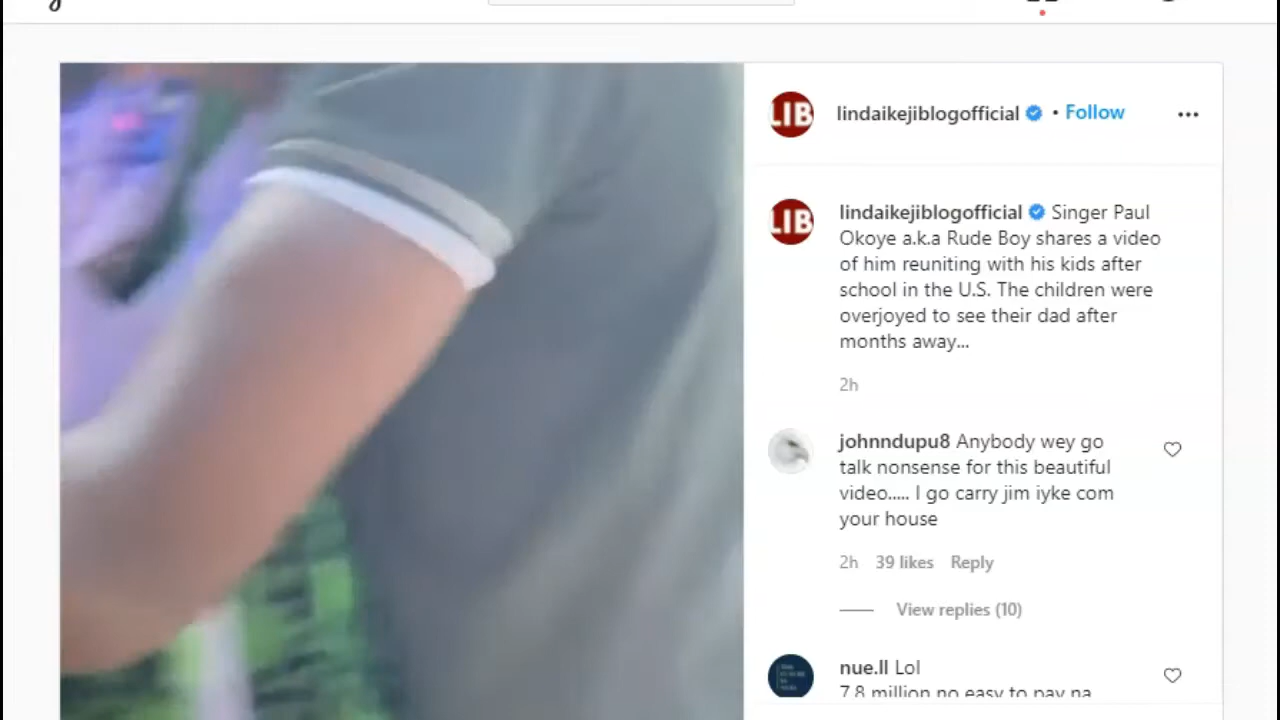 LIB
lindaikejiblogofficial • Follow
LIB
lindaikejiblogofficial Singer Paul
Okoye a.k.a Rude Boy shares a video
of him reuniting with his kids after
school in the U.S. The children were
overjoyed to see their dad after
months away...
2h
johnndupu8 Anybody wey go
talk nonsense for this beautiful
video..... I go carry jim iyke com
your house
2h 39 likes Reply
View replies (10)
nue.ll Lol
7.8 million no easy to pay na